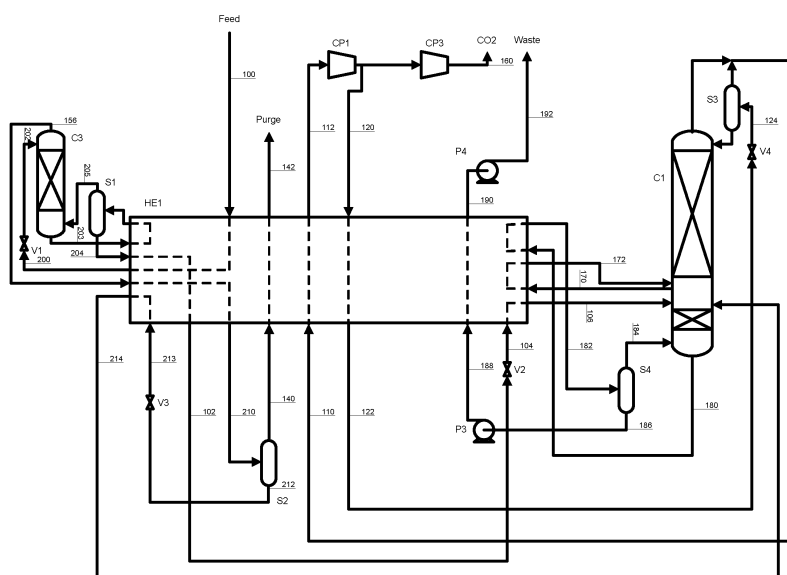 Feed
CP1
CP3
CO2
Waste
160
100
156
202
C3
205
S1
Purge
112
120
192
S3
124
V4
142
P4
C1
HE1
190
203
V1
204
200
172
170
106
184
214
213
188
104
182
V2
S4
180
V3
102
210
140
110
122
P3
186
212
S2